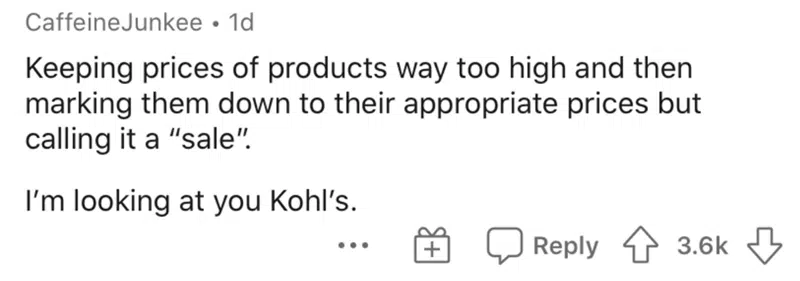 CaffeineJunkee • 1d
Keeping prices of products way too high and then
marking them down to their appropriate prices but
calling it a “sale”.
I’m looking at you Kohl’s.
Reply 3.6k